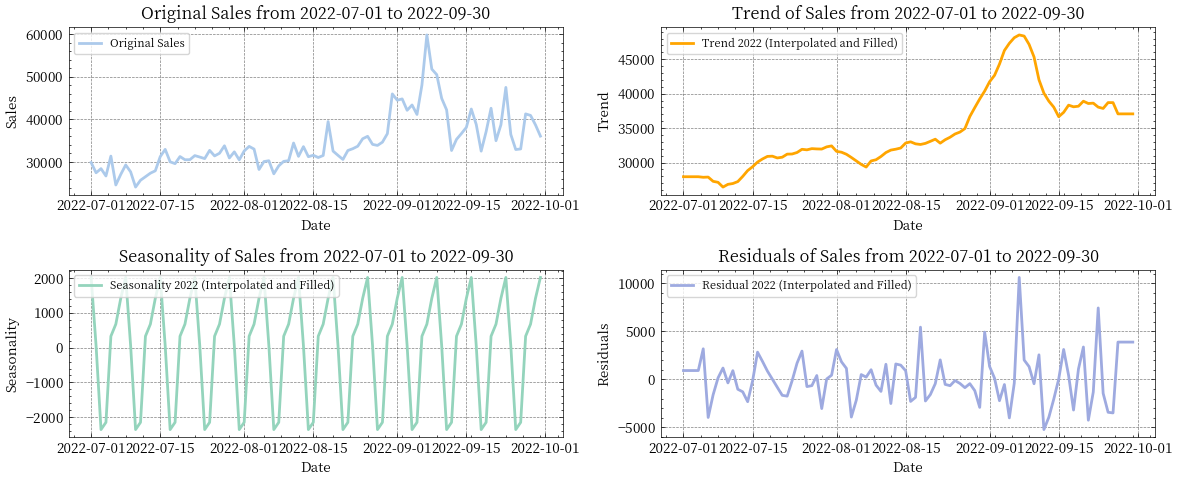 Original Sales from 2022-07-01 to 2022-09-30
60000
50000
40000
30000
Sales
Original Sales
2022-07-01
2022-07-15
2022-08-01
2022-08-15
2022-09-01
2022-09-15
2022-10-01
Date
Trend of Sales from 2022-07-01 to 2022-09-30
45000
40000
35000
30000
Trend
Trend 2022 (Interpolated and Filled)
2022-07-01
2022-07-15
2022-08-01
2022-08-15
2022-09-01
2022-09-15
2022-10-01
Date
Seasonality of Sales from 2022-07-01 to 2022-09-30
2000
1000
0
−1000
−2000
Seasonality
Seasonality 2022 (Interpolated and Filled)
2022-07-01
2022-07-15
2022-08-01
2022-08-15
2022-09-01
2022-09-15
2022-10-01
Date
Residuals of Sales from 2022-07-01 to 2022-09-30
10000
5000
0
−5000
Residuals
Residual 2022 (Interpolated and Filled)
2022-07-01
2022-07-15
2022-08-01
2022-08-15
2022-09-01
2022-09-15
2022-10-01
Date